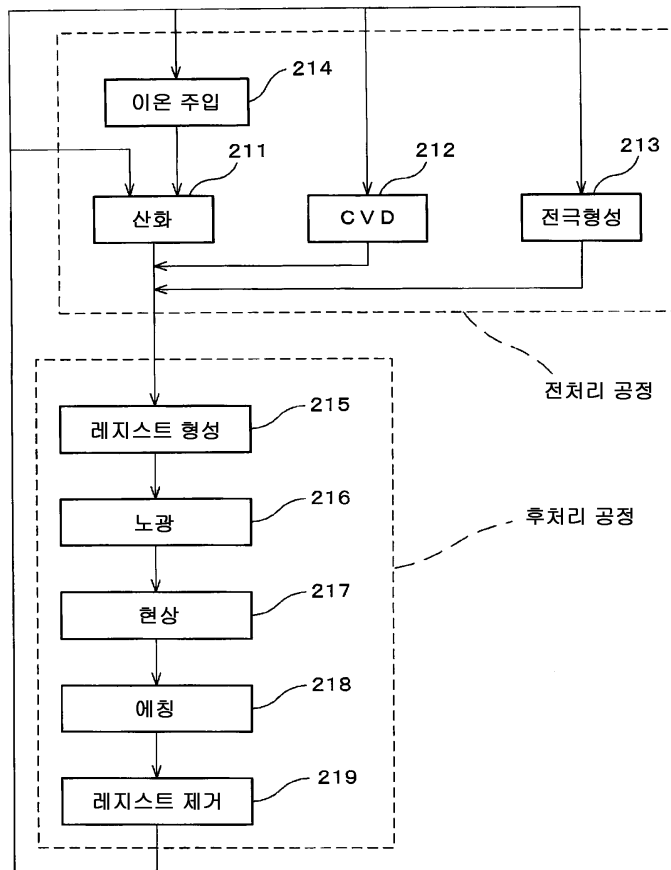 214
이온 주입
211
212
213
산화
CVD
전극형성
전처리 공정
215
레지스트 형성
216
노광
후처리 공정
217
현상
218
에칭
219
레지스트 제거